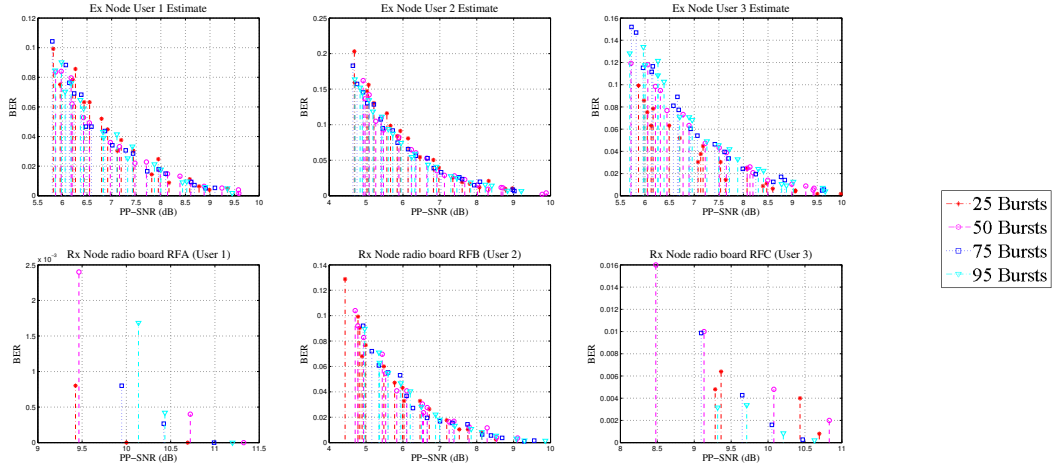 Ex Node User 1 Estimate
BER
0.12
0.1
0.08
0.06
0.04
0.02
0
5.5 6 6.5 7 7.5 8 8.5 9 9.5 10
PP−SNR (dB)
Ex Node User 2 Estimate
BER
0.25
0.2
0.15
0.1
0.05
0
4 5 6 7 8 9 10
PP−SNR (dB)
Ex Node User 3 Estimate
BER
0.16
0.14
0.12
0.1
0.08
0.06
0.04
0.02
0
5.5 6 6.5 7 7.5 8 8.5 9 9.5 10
PP−SNR (dB)
25 Bursts
50 Bursts
75 Bursts
95 Bursts
Rx Node radio board RFA (User 1)
x 10−3
BER
2.5
2
1.5
1
0.5
0
9 9.5 10 10.5 11 11.5
PP−SNR (dB)
Rx Node radio board RFB (User 2)
BER
0.14
0.12
0.1
0.08
0.06
0.04
0.02
0
4 5 6 7 8 9 10
PP−SNR (dB)
Rx Node radio board RFC (User 3)
BER
0.016
0.014
0.012
0.01
0.008
0.006
0.004
0.002
0
8 8.5 9 9.5 10 10.5 11
PP−SNR (dB)